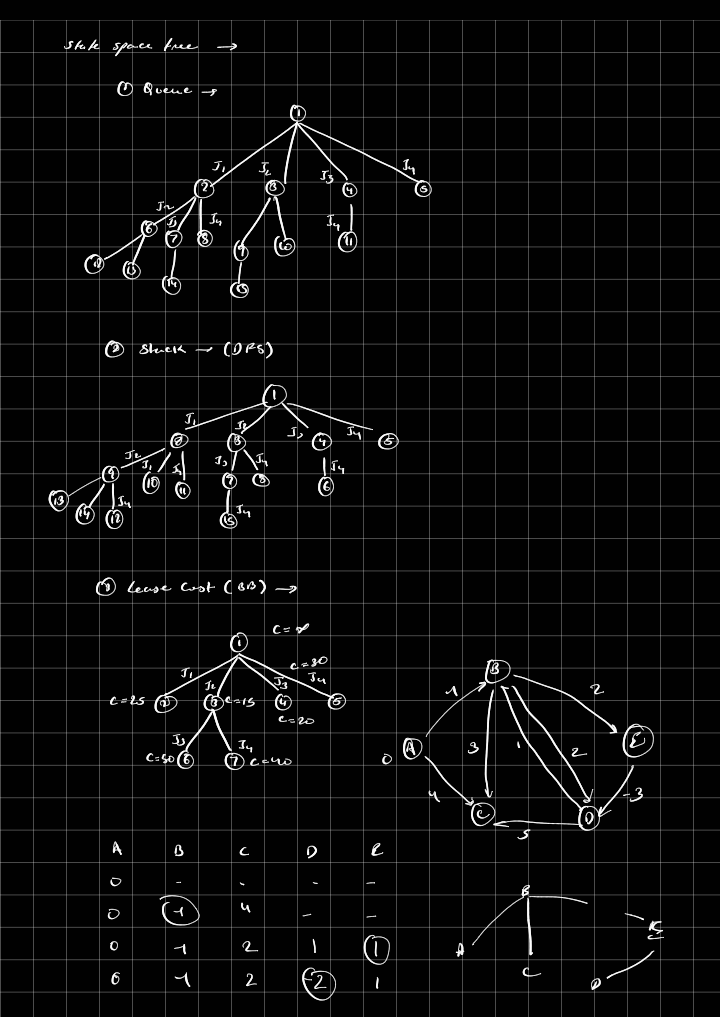 State space tree →
① Queue →
1
J1 J2 J3 J4
2 3 4 5
J2 J3 J4 J4
6 7 8 9 10 11
12 13 14 15
② Stack → (DFS)
1
J1 J2 J3 J4
2 3 4 5
J2 J3 J4 J3 J4 J4
9 10 11 7 8 6
13 14 12 J4 15 J4
③ Lease cost (BB) →
1 C=∞
J1 J2 J3 J4 C=30
C=25 2 3 C=15 4 5
C=20
J3 J4
C=50 6 7 C=40
B
-1 2
A 3 1 2 E
0
4 -3
C D
5
A B C D E
0 - - - -
0 -1 4 - -
0 -1 2 1 1
0 -1 2 -2 1
B
A E
C D